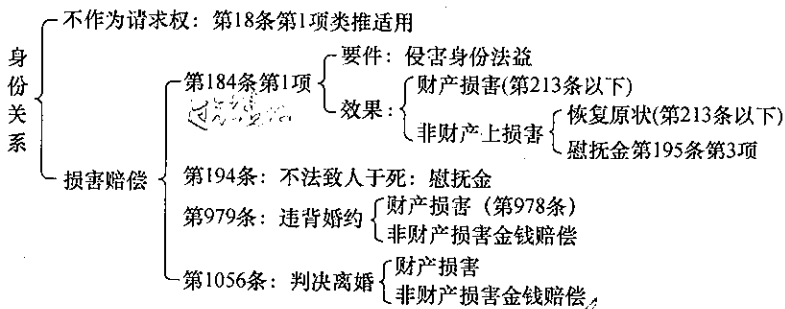 身份关系
不作为请求权：第18条第1项类推适用
损害赔偿
第184条第1项
要件：侵害身份法益
效果：
财产损害(第213条以下)
非财产上损害
恢复原状(第213条以下)
慰抚金第195条第3项
第194条：不法致人于死：慰抚金
第979条：违背婚约
财产损害（第978条）
非财产损害金钱赔偿
第1056条：判决离婚
财产损害
非财产损害金钱赔偿